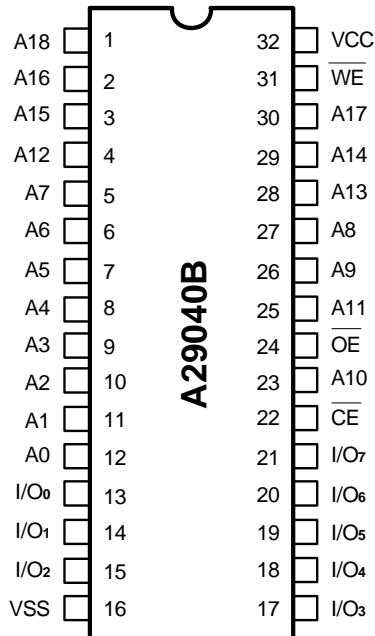 A18 1 32 VCC
A16 2 31 W̅E̅
A15 3 30 A17
A12 4 29 A14
A7 5 28 A13
A6 6 27 A8
A5 7 26 A9
A4 8 25 A11
A3 9 24 O̅E̅
A2 10 23 A10
A1 11 22 C̅E̅
A0 12 21 I/O7
I/O0 13 20 I/O6
I/O1 14 19 I/O5
I/O2 15 18 I/O4
VSS 16 17 I/O3
A29040B